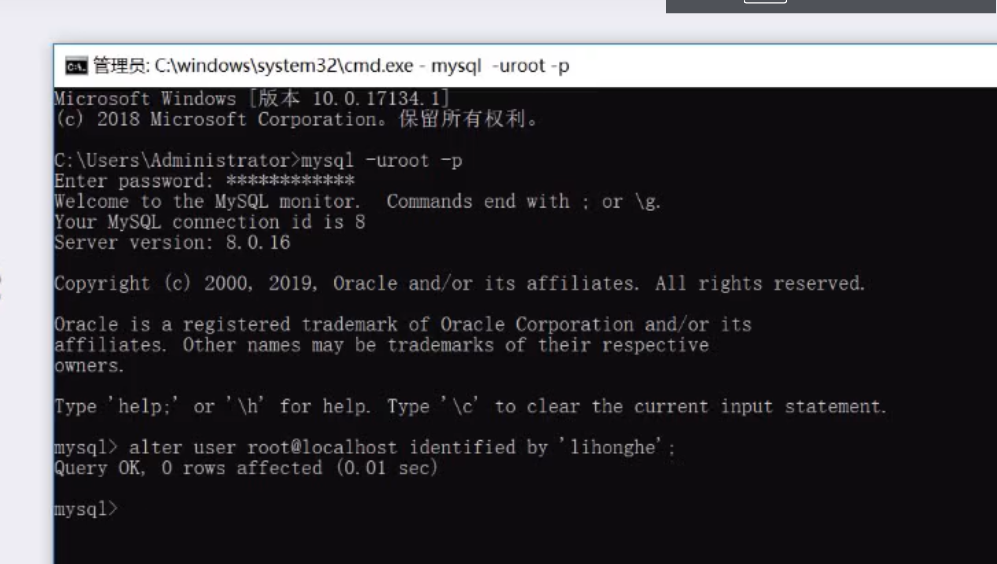 管理员: C:\windows\system32\cmd.exe - mysql  -uroot -p
Microsoft Windows [版本 10.0.17134.1]
(c) 2018 Microsoft Corporation。保留所有权利。
C:\Users\Administrator>mysql -uroot -p
Enter password: ************
Welcome to the MySQL monitor.  Commands end with ; or \g.
Your MySQL connection id is 8
Server version: 8.0.16
Copyright (c) 2000, 2019, Oracle and/or its affiliates. All rights reserved.
Oracle is a registered trademark of Oracle Corporation and/or its
affiliates. Other names may be trademarks of their respective
owners.
Type 'help;' or '\h' for help. Type '\c' to clear the current input statement.
mysql> alter user root@localhost identified by 'lihonghe';
Query OK, 0 rows affected (0.01 sec)
mysql>